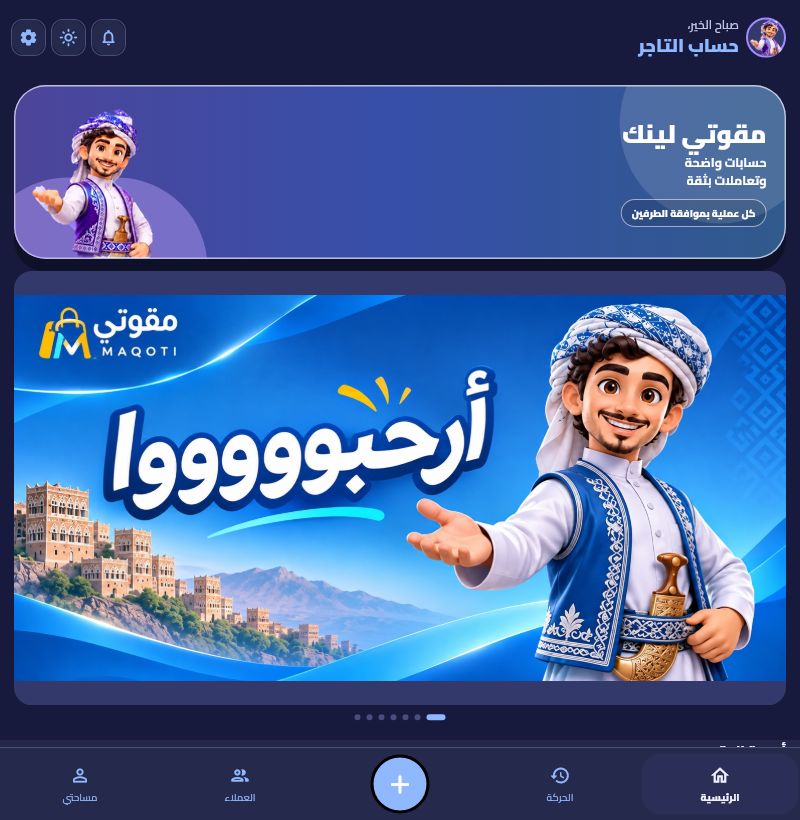 صباح الخير،
حساب التاجر
مقوتي لينك
حسابات واضحة
وتعاملات بثقة
كل عملية بموافقة الطرفين
مقوتي
MAQOTI
أرحبووووووا
الرئيسية
الحركة
العملاء
مساحتي